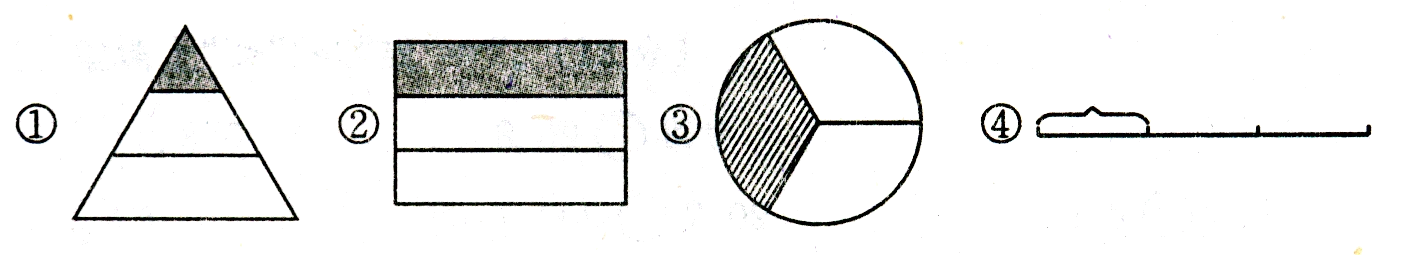 ① ② ③ ④